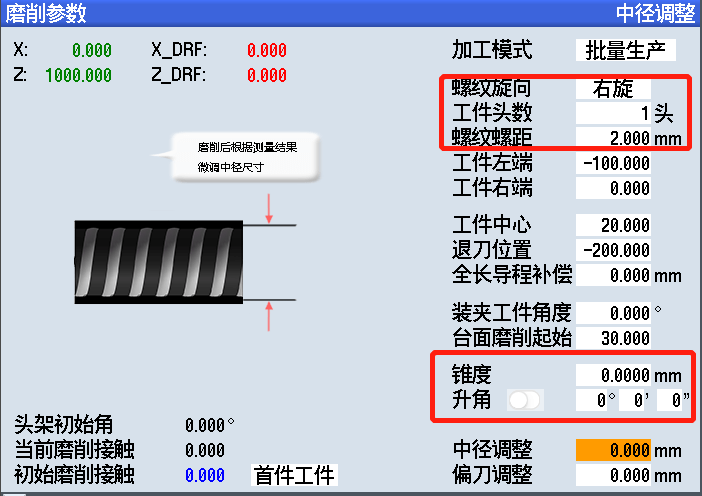 磨削参数 中径调整
X: 0.000 X_DRF: 0.000
Z: 1000.000 Z_DRF: 0.000
加工模式 批量生产
螺纹旋向 右旋
工件头数 1 头
螺纹螺距 2.000 mm
工件左端 -100.000
工件右端 0.000
磨削后根据测量结果
微调中径尺寸
工件中心 20.000
退刀位置 -200.000
全长导程补偿 0.000 mm
装夹工件角度 0.000 °
台面磨削起始 30.000
锥度 0.0000 mm
升角 0° 0' 0"
头架初始角 0.000°
当前磨削接触 0.000
初始磨削接触 0.000 首件工件
中径调整 0.000 mm
偏刀调整 0.000 mm